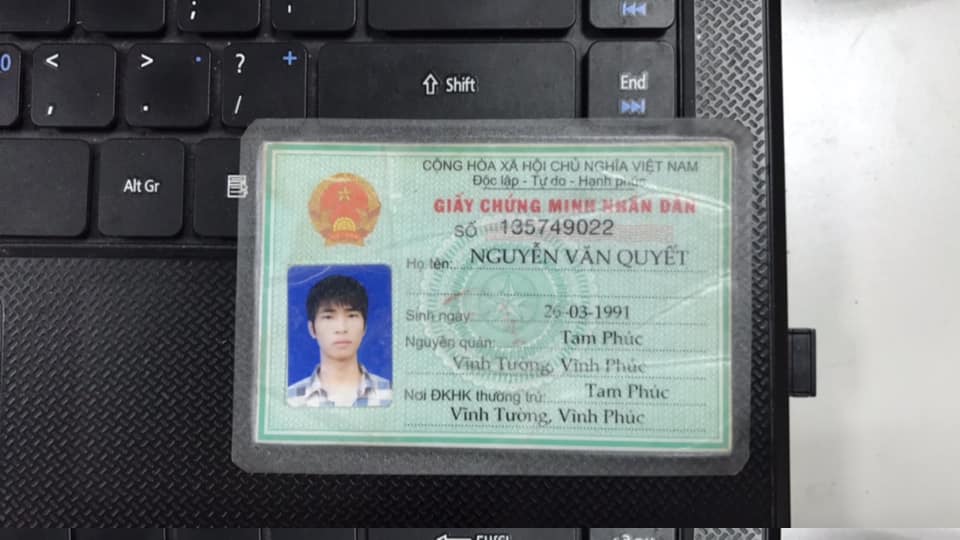 0 < > ? +
, . / Shift End
Alt Gr
CỘNG HÒA XÃ HỘI CHỦ NGHĨA VIỆT NAM
Độc lập - Tự do - Hạnh phúc
GIẤY CHỨNG MINH NHÂN DÂN
SỐ 135749022
Họ tên: NGUYỄN VĂN QUYẾT
Sinh ngày: 26-03-1991
Nguyên quán: Tam Phúc
Vĩnh Tường, Vĩnh Phúc
Nơi ĐKHK thường trú: Tam Phúc
Vĩnh Tường, Vĩnh Phúc